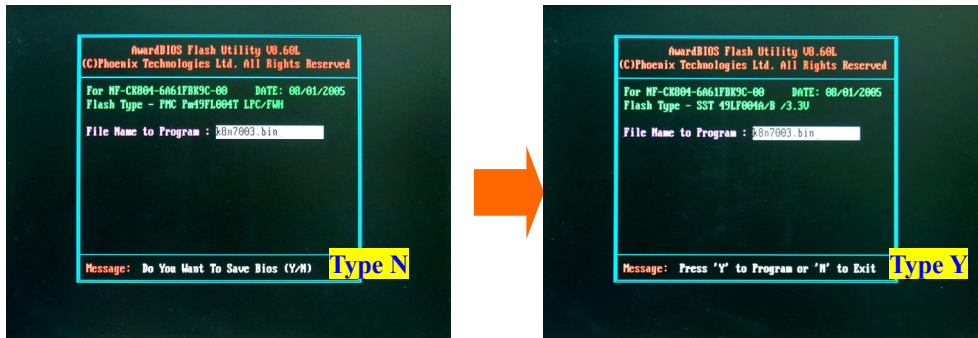 AwardBIOS Flash Utility V8.60L
(C)Phoenix Technologies Ltd. All Rights Reserved
For NF-CK804-6A61FBK9C-00 DATE: 08/01/2005
Flash Type - PMC Pm49FL004T LPC/FWH
File Name to Program : k8n7003.bin
Message: Do You Want To Save Bios (Y/N)
Type N
AwardBIOS Flash Utility V8.60L
(C)Phoenix Technologies Ltd. All Rights Reserved
For NF-CK804-6A61FBK9C-00 DATE: 08/01/2005
Flash Type - SST 49LF004A/B /3.3V
File Name to Program : k8n7003.bin
Message: Press 'Y' to Program or 'N' to Exit
Type Y